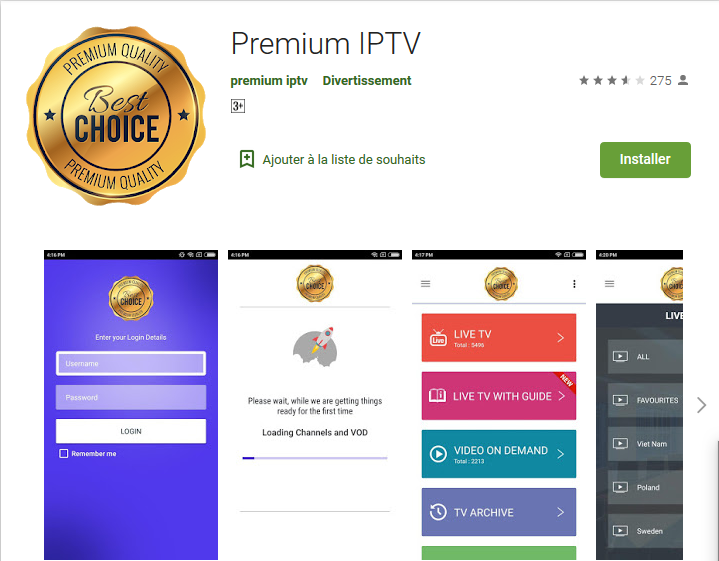 PREMIUM QUALITY
Best
CHOICE
PREMIUM QUALITY
Premium IPTV
premium iptv Divertissement
275
3+
Ajouter à la liste de souhaits
Installer
4:16 PM
CHOICE
Enter your Login Details
Username
Password
LOGIN
Remember me
4:16 PM
CHOICE
Please wait, while we are getting things
ready for the first time
Loading Channels and VOD
4:17 PM
CHOICE
Live
LIVE TV
Total : 5496
NEW
LIVE TV WITH GUIDE
VIDEO ON DEMAND
Total : 2213
TV ARCHIVE
4:20 PM
LIVE
ALL
FAVOURITES
Viet Nam
Poland
Sweden